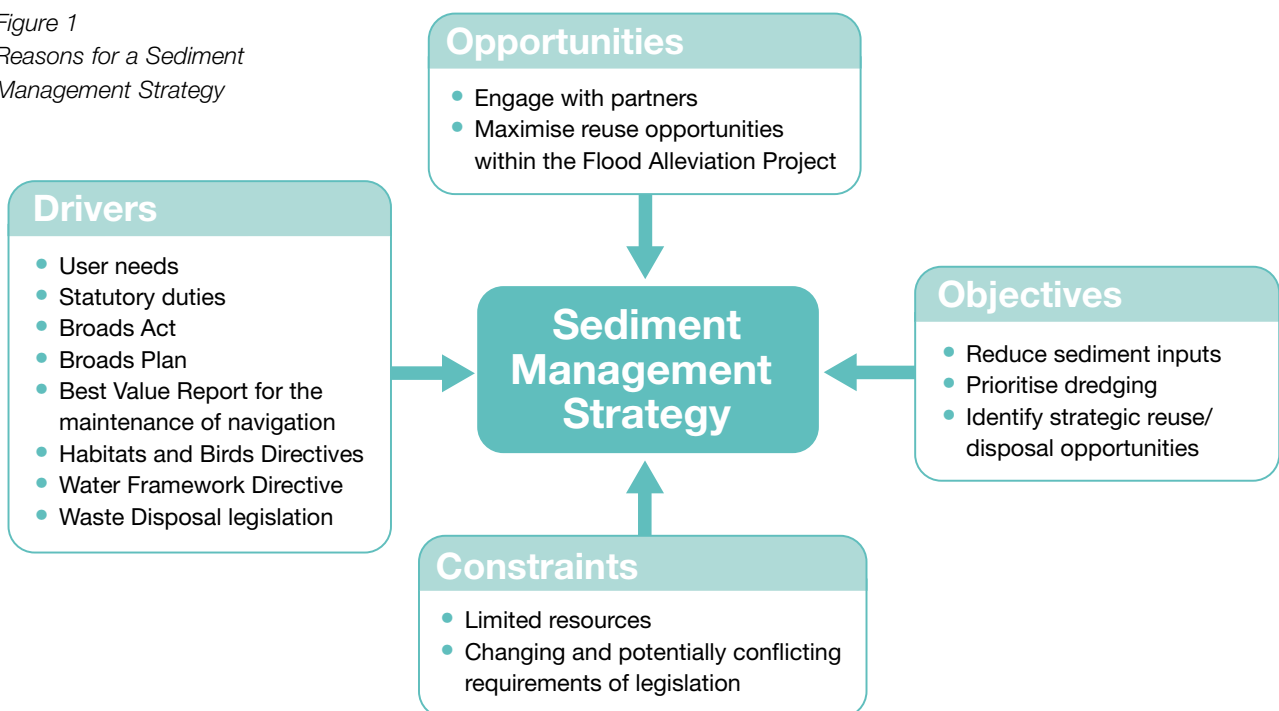 Figure 1
Reasons for a Sediment
Management Strategy
Opportunities
• Engage with partners
• Maximise reuse opportunities
within the Flood Alleviation Project
Drivers
• User needs
• Statutory duties
• Broads Act
• Broads Plan
• Best Value Report for the
maintenance of navigation
• Habitats and Birds Directives
• Water Framework Directive
• Waste Disposal legislation
Sediment
Management
Strategy
Objectives
• Reduce sediment inputs
• Prioritise dredging
• Identify strategic reuse/
disposal opportunities
Constraints
• Limited resources
• Changing and potentially conflicting
requirements of legislation